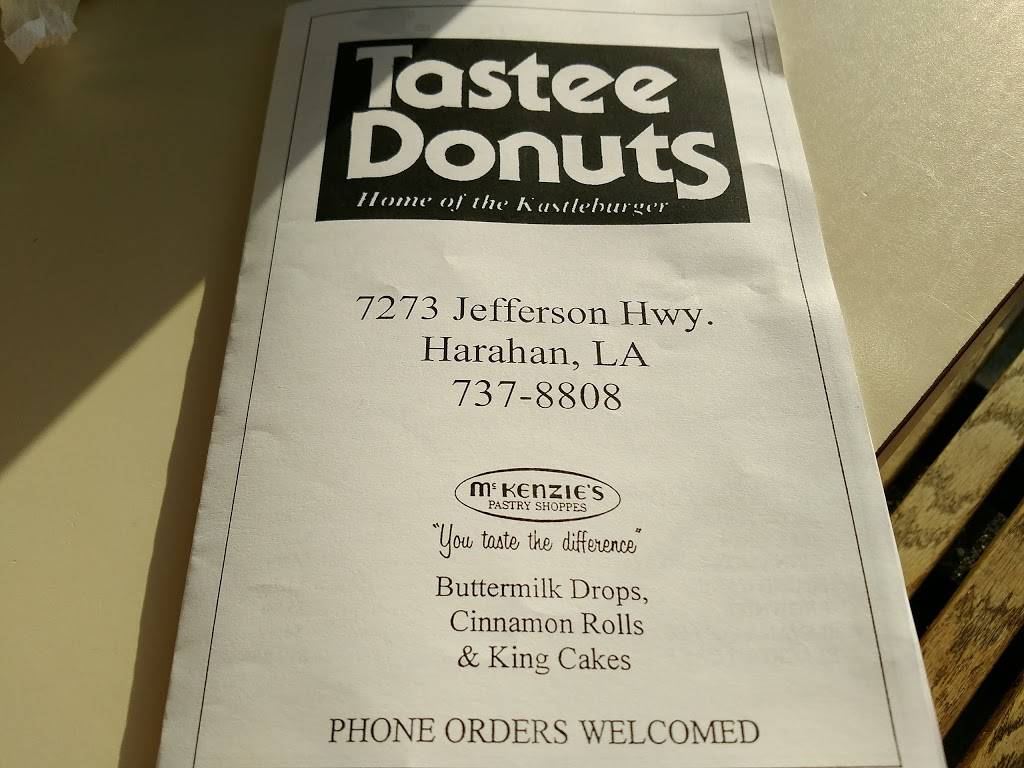 Tastee
Donuts
Home of the Kastleburger
7273 Jefferson Hwy.
Harahan, LA
737-8808
McKENZIE'S
PASTRY SHOPPES
"You taste the difference"
Buttermilk Drops,
Cinnamon Rolls
& King Cakes
PHONE ORDERS WELCOMED